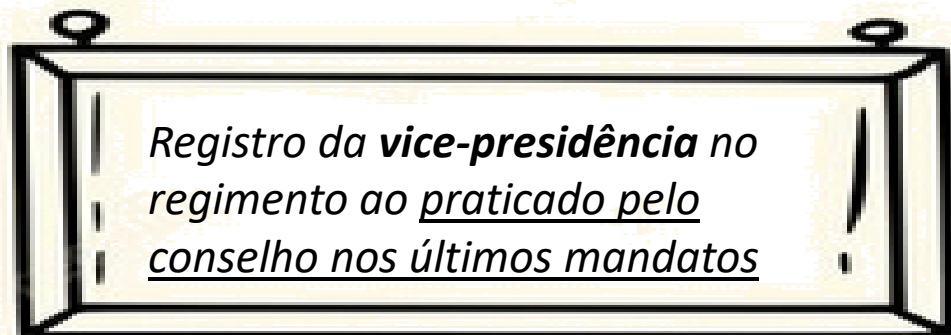 Registro da vice-presidência no
regimento ao praticado pelo
conselho nos últimos mandatos